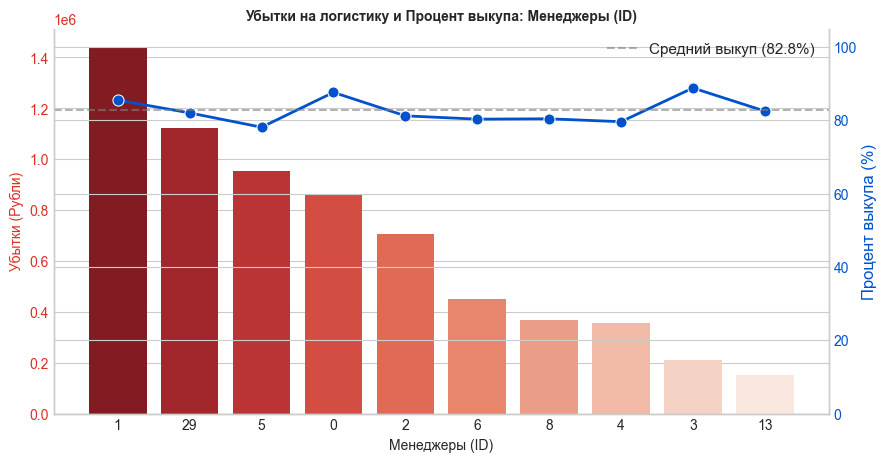 Убытки на логистику и Процент выкупа: Менеджеры (ID)
1e6
Средний выкуп (82.8%)
1.4
1.2
1.0
0.8
0.6
0.4
0.2
0.0
Убытки (Рубли)
100
80
60
40
20
0
Процент выкупа (%)
1 29 5 0 2 6 8 4 3 13
Менеджеры (ID)